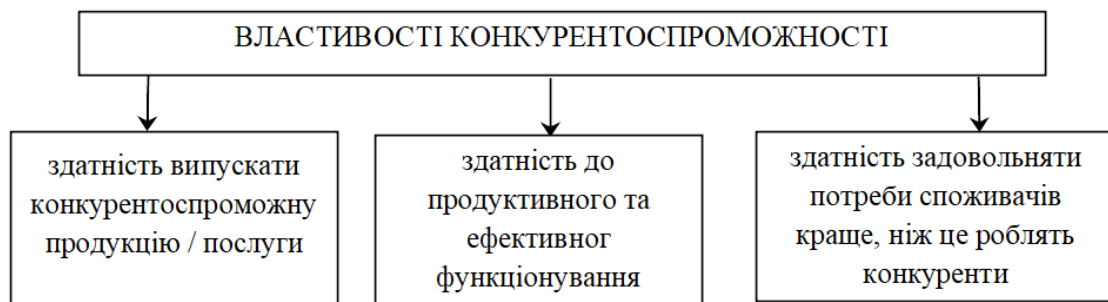 ВЛАСТИВОСТІ КОНКУРЕНТОСПРОМОЖНОСТІ
здатність випускати
конкурентоспроможну
продукцію / послуги
здатність до
продуктивного та
ефективног
функціонування
здатність задовольняти
потреби споживачів
краще, ніж це роблять
конкуренти